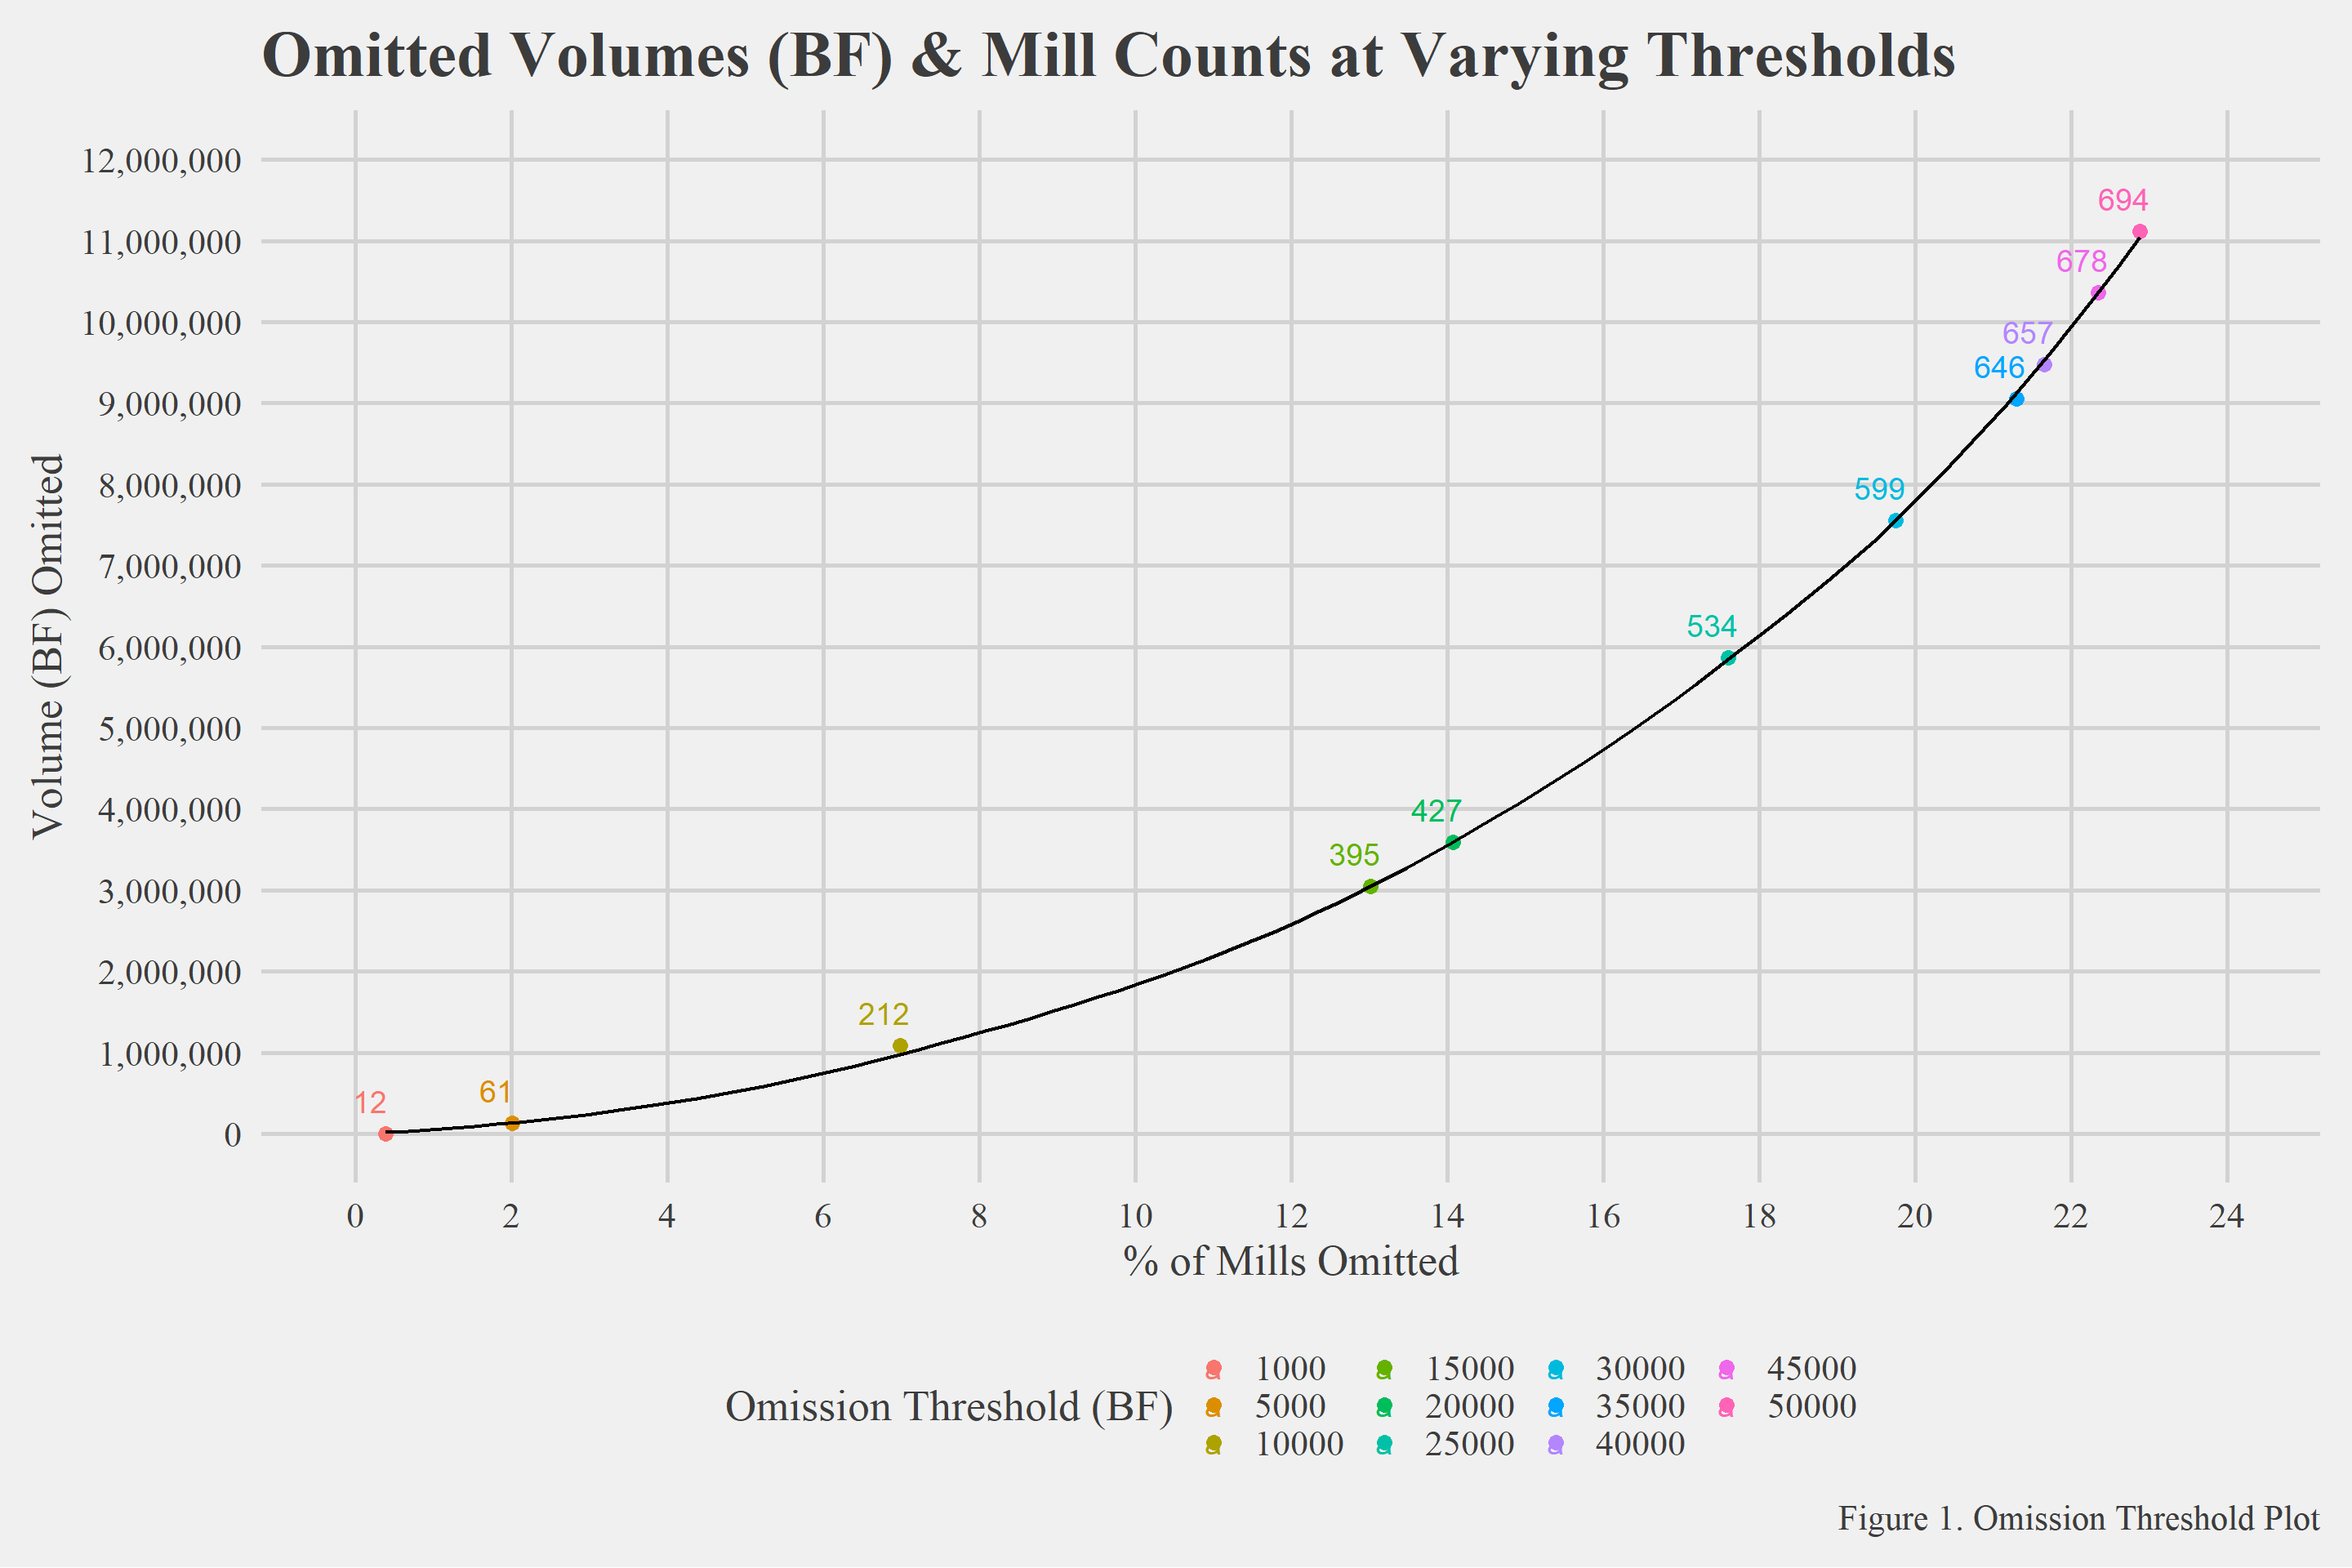 Omitted Volumes (BF) & Mill Counts at Varying Thresholds
12,000,000
11,000,000
10,000,000
9,000,000
8,000,000
7,000,000
6,000,000
5,000,000
4,000,000
3,000,000
2,000,000
1,000,000
0
Volume (BF) Omitted
12
61
212
395
427
534
599
646
657
678
694
0 2 4 6 8 10 12 14 16 18 20 22 24
% of Mills Omitted
Omission Threshold (BF)
a 1000
a 5000
a 10000
a 15000
a 20000
a 25000
a 30000
a 35000
a 40000
a 45000
a 50000
Figure 1. Omission Threshold Plot